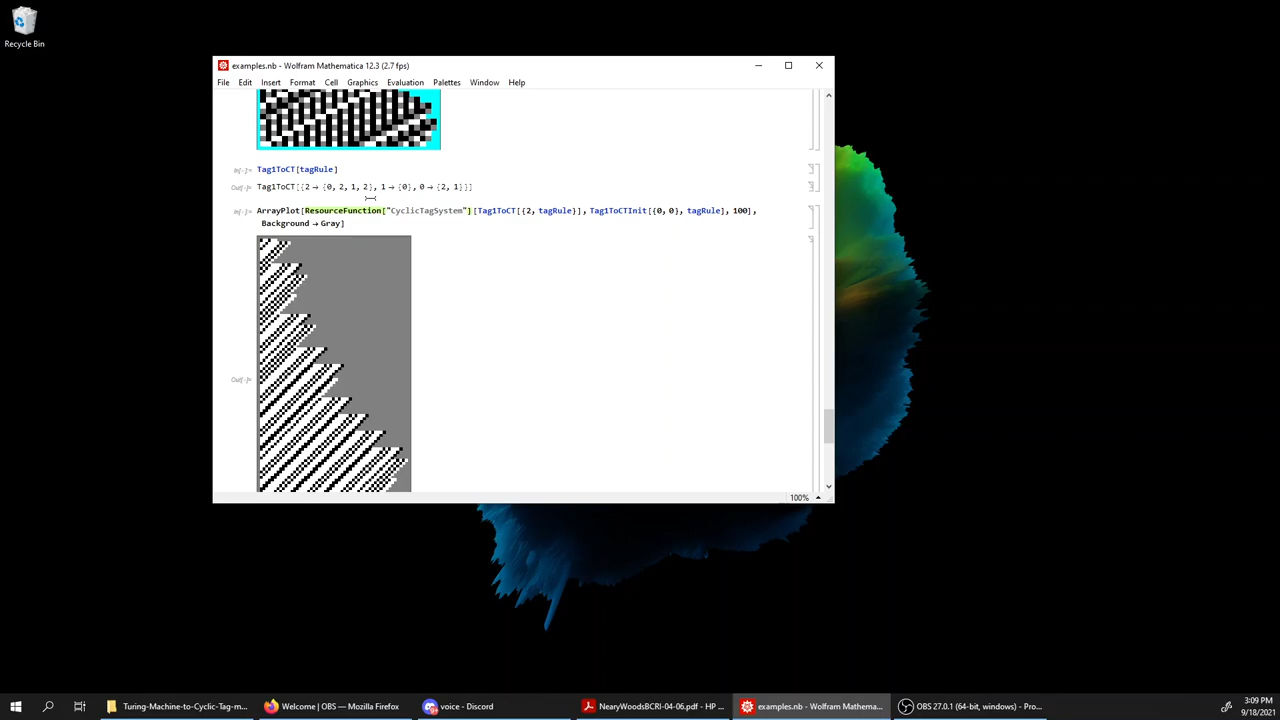 Recycle Bin
examples.nb - Wolfram Mathematica 12.3 (2.7 fps)
File Edit Insert Format Cell Graphics Evaluation Palettes Window Help
In[-]:= Tag1ToCT[tagRule]
Out[-]= Tag1ToCT[{2 → {0, 2, 1, 2}, 1 → {0}, 0 → {2, 1}}]
In[-]:= ArrayPlot[ResourceFunction["CyclicTagSystem"][Tag1ToCT[{2, tagRule}], Tag1ToCTInit[{0, 0}, tagRule], 100],
Background → Gray]
Out[-]=
100%
Turing-Machine-to-Cyclic-Tag-m...
Welcome | OBS — Mozilla Firefox
voice - Discord
NearyWoodsBCRI-04-06.pdf - HP ...
examples.nb - Wolfram Mathema...
OBS 27.0.1 (64-bit, windows) - Pro...
3:09 PM
9/18/2021